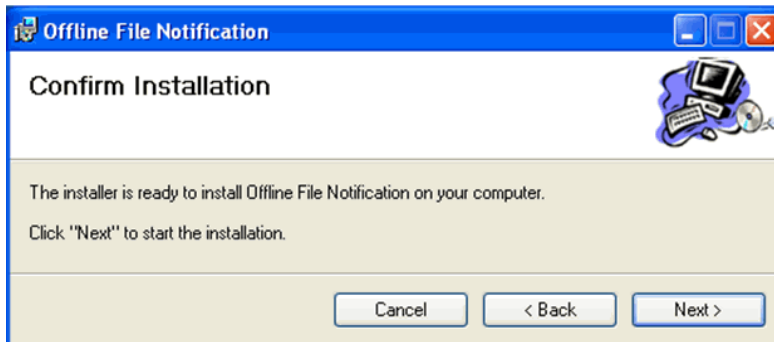 Offline File Notification
Confirm Installation
The installer is ready to install Offline File Notification on your computer.
Click "Next" to start the installation.
Cancel
< Back
Next >